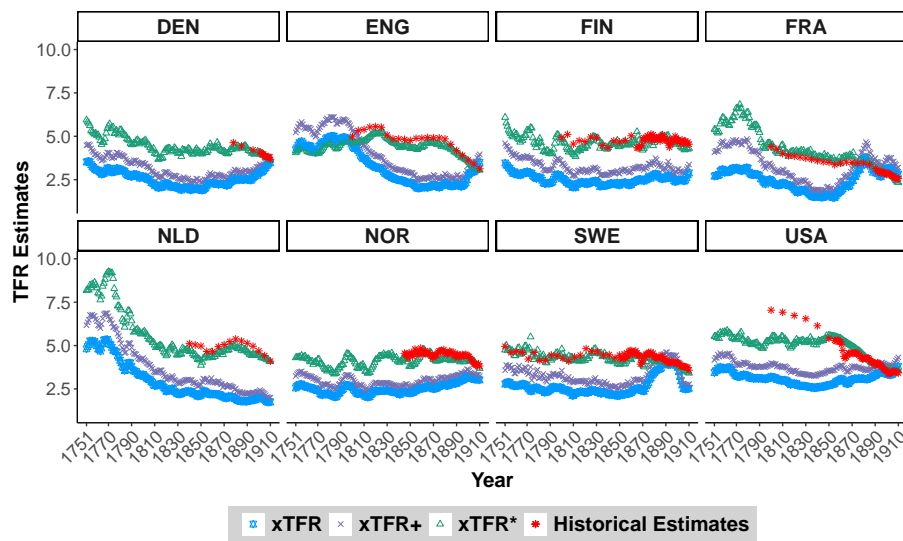 DEN ENG FIN FRA
10.0
7.5
5.0
2.5
NLD NOR SWE USA
10.0
7.5
5.0
2.5
TFR Estimates
1751 1770 1790 1810 1830 1850 1870 1890 1910 1751 1770 1790 1810 1830 1850 1870 1890 1910 1751 1770 1790 1810 1830 1850 1870 1890 1910 1751 1770 1790 1810 1830 1850 1870 1890 1910
Year
xTFR xTFR+ xTFR* Historical Estimates